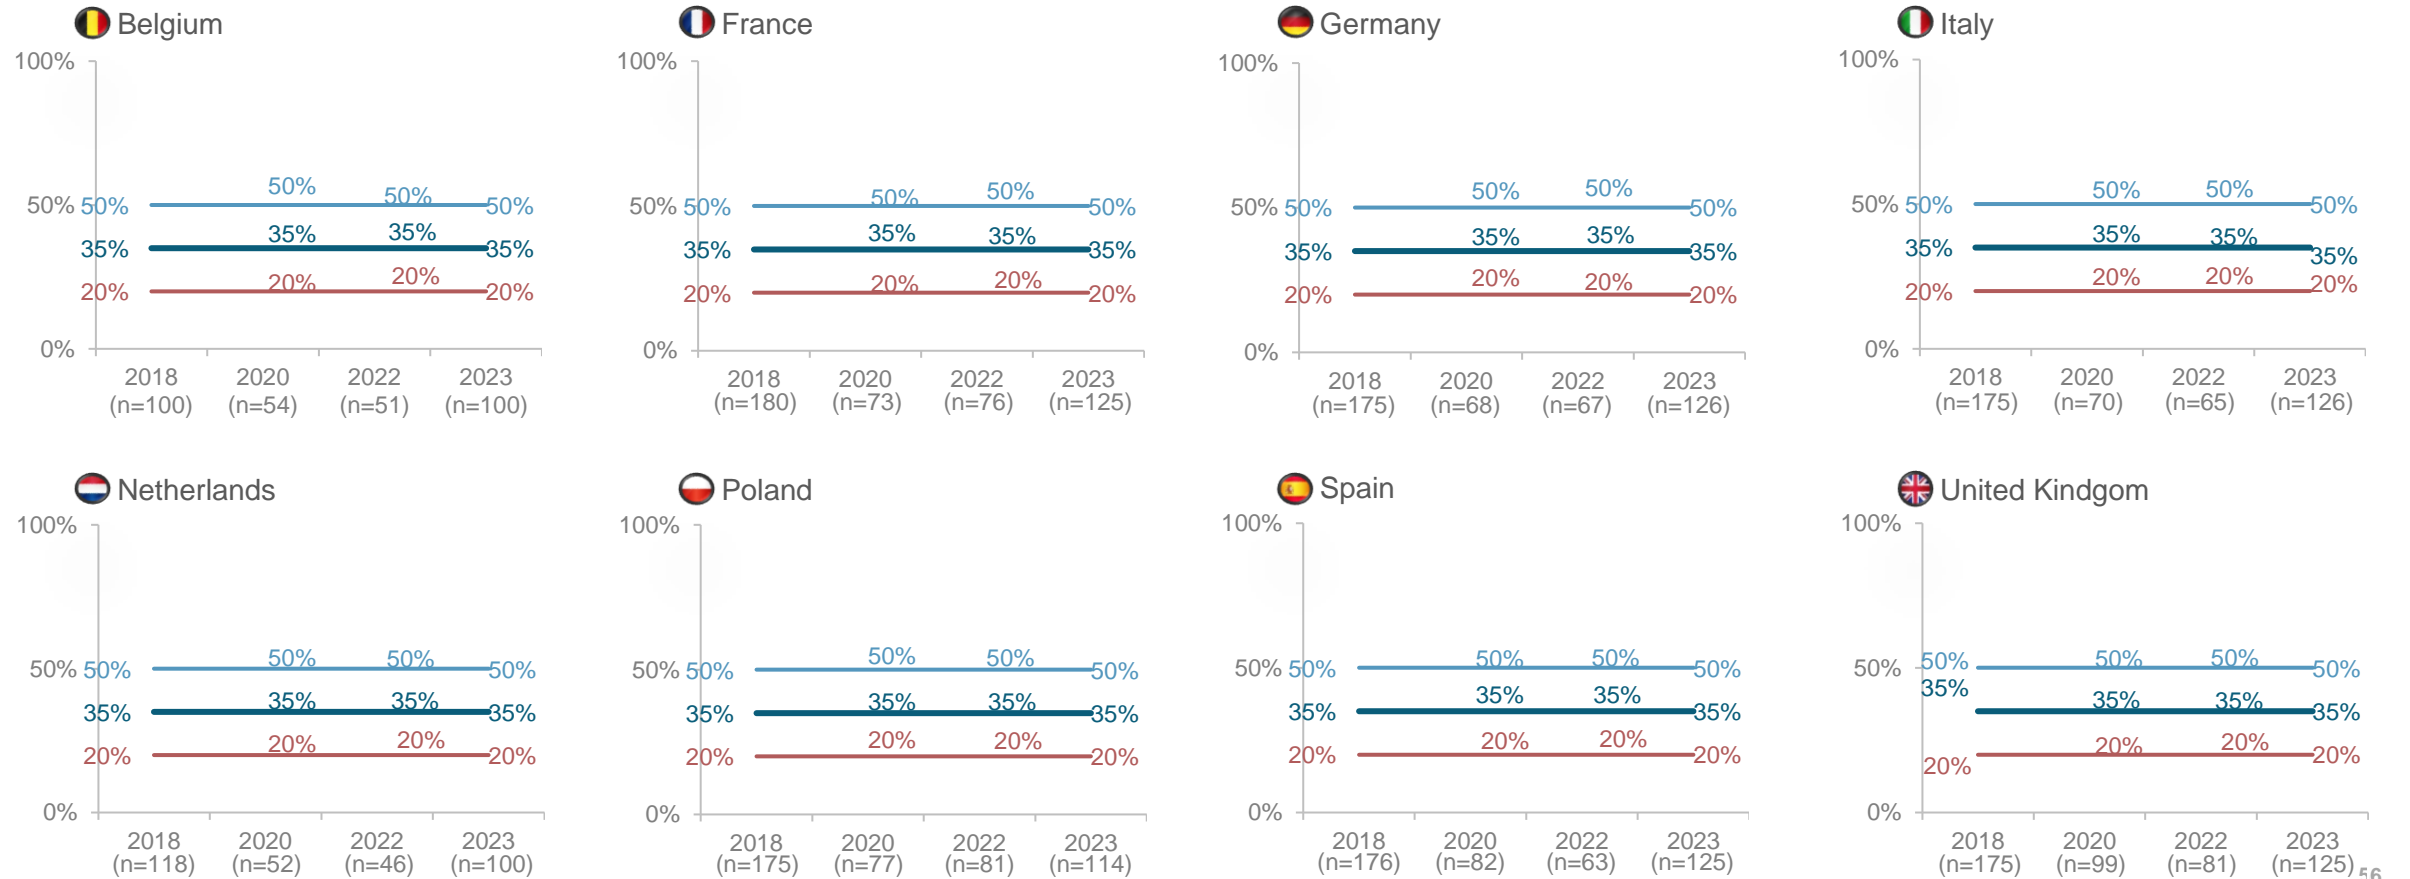 Belgium
100%
50%
0%
50% 50% 50% 50%
35% 35% 35% 35%
20% 20% 20% 20%
2018 2020 2022 2023
(n=100) (n=54) (n=51) (n=100)
France
100%
50%
0%
50% 50% 50% 50%
35% 35% 35% 35%
20% 20% 20% 20%
2018 2020 2022 2023
(n=180) (n=73) (n=76) (n=125)
Germany
100%
50%
0%
50% 50% 50% 50%
35% 35% 35% 35%
20% 20% 20% 20%
2018 2020 2022 2023
(n=175) (n=68) (n=67) (n=126)
Italy
100%
50%
0%
50% 50% 50% 50%
35% 35% 35% 35%
20% 20% 20% 20%
2018 2020 2022 2023
(n=175) (n=70) (n=65) (n=126)
Netherlands
100%
50%
0%
50% 50% 50% 50%
35% 35% 35% 35%
20% 20% 20% 20%
2018 2020 2022 2023
(n=118) (n=52) (n=46) (n=100)
Poland
100%
50%
0%
50% 50% 50% 50%
35% 35% 35% 35%
20% 20% 20% 20%
2018 2020 2022 2023
(n=175) (n=77) (n=81) (n=114)
Spain
100%
50%
0%
50% 50% 50% 50%
35% 35% 35% 35%
20% 20% 20% 20%
2018 2020 2022 2023
(n=176) (n=82) (n=63) (n=125)
United Kindgom
100%
50%
0%
50% 50% 50% 50%
35% 35% 35% 35%
20% 20% 20% 20%
2018 2020 2022 2023
(n=175) (n=99) (n=81) (n=125)
56